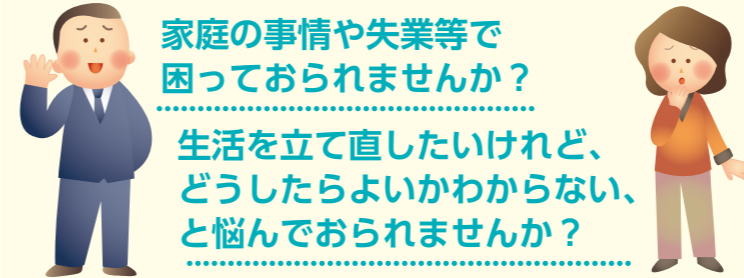 家庭の事情や失業等で
困っておられませんか？
生活を立て直したいけれど、
どうしたらよいかわからない、
と悩んでおられませんか？